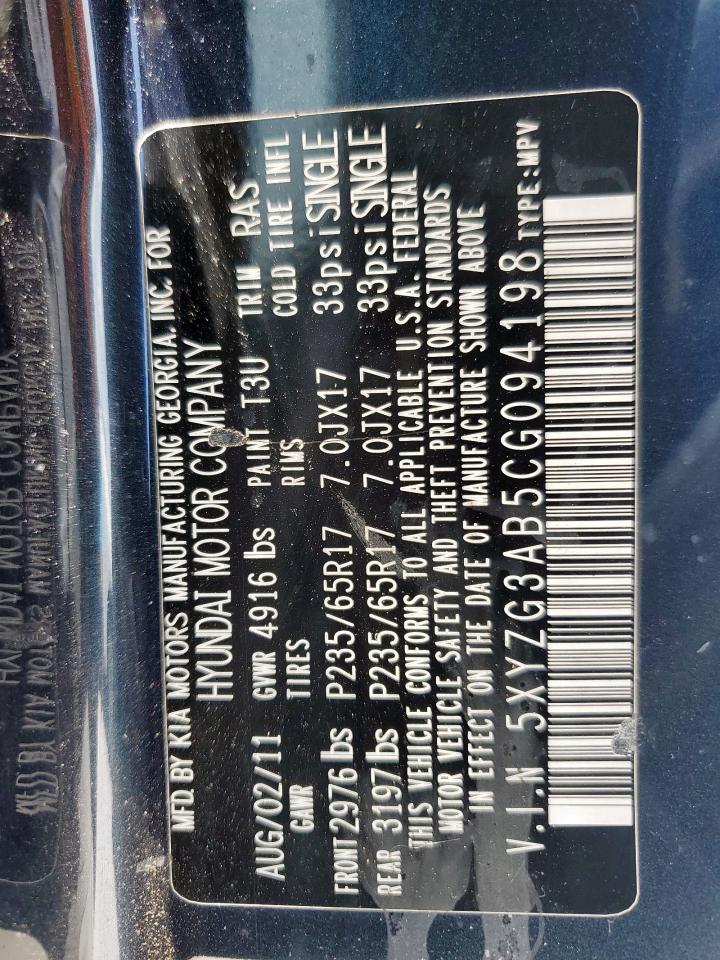 MFD BY KIA MOTORS MANUFACTURING GEORGIA, INC. FOR
HYUNDAI MOTOR COMPANY
AUG/02/11 GVWR 4916 lbs PAINT T3U TRIM RAS
GAWR TIRES RIMS COLD TIRE INFL
FRONT 2976 lbs P235/65R17 7.0JX17 33psi SINGLE
REAR 3197 lbs P235/65R17 7.0JX17 33psi SINGLE
THIS VEHICLE CONFORMS TO ALL APPLICABLE U.S.A. FEDERAL
MOTOR VEHICLE SAFETY AND THEFT PREVENTION STANDARDS
IN EFFECT ON THE DATE OF MANUFACTURE SHOWN ABOVE
V.I.N 5XYZG3AB5CG094198 TYPE:MPV